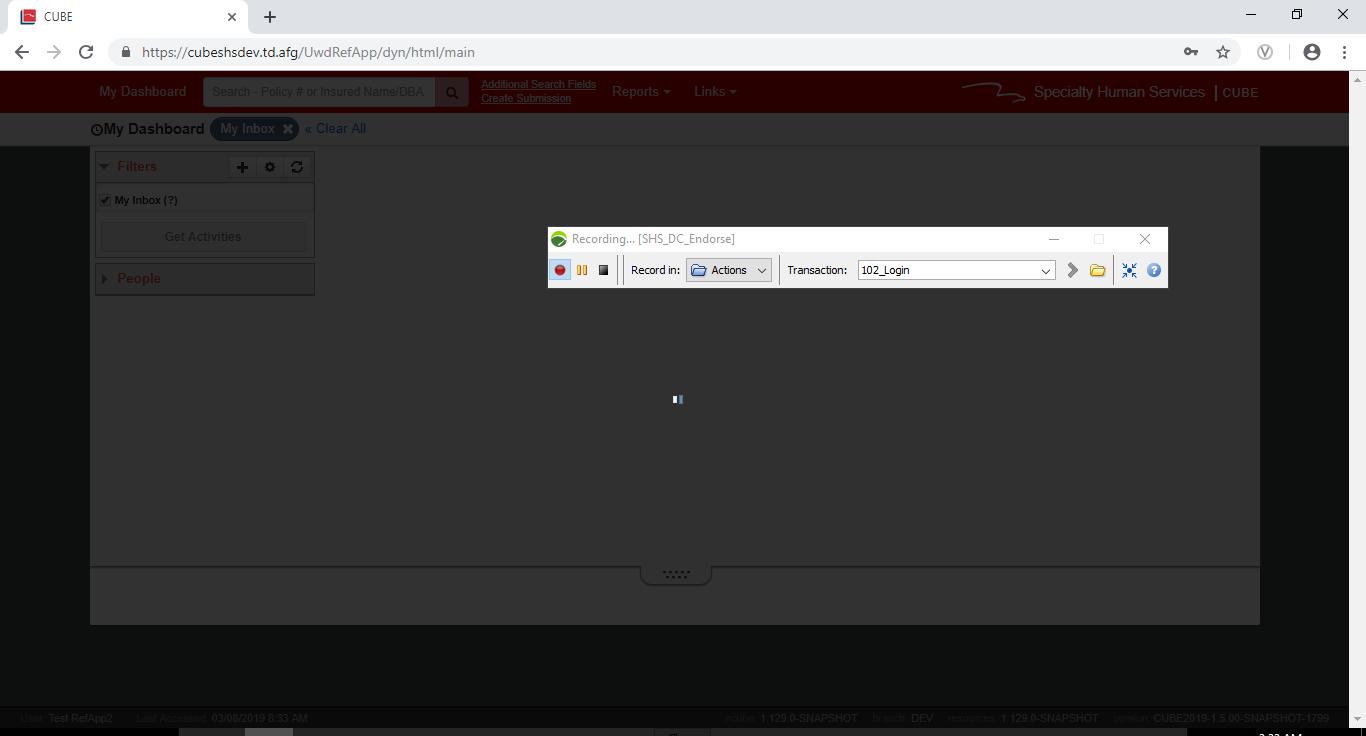 CUBE
https://cubeshsdev.td.afg/UwdRefApp/dyn/html/main
My Dashboard
Search - Policy # or Insured Name/DBA
Additional Search Fields
Create Submission
Reports
Links
Specialty Human Services | CUBE
My Dashboard
My Inbox
« Clear All
Filters
My Inbox (?)
Get Activities
People
Recording... [SHS_DC_Endorse]
Record in:
Actions
Transaction:
102_Login
User: Test RefApp2
Last Accessed: 03/08/2019 8:33 AM
ncube: 1.129.0-SNAPSHOT
branch: DEV
resources: 1.129.0-SNAPSHOT
version: CUBE2019-1.5.00-SNAPSHOT-1799